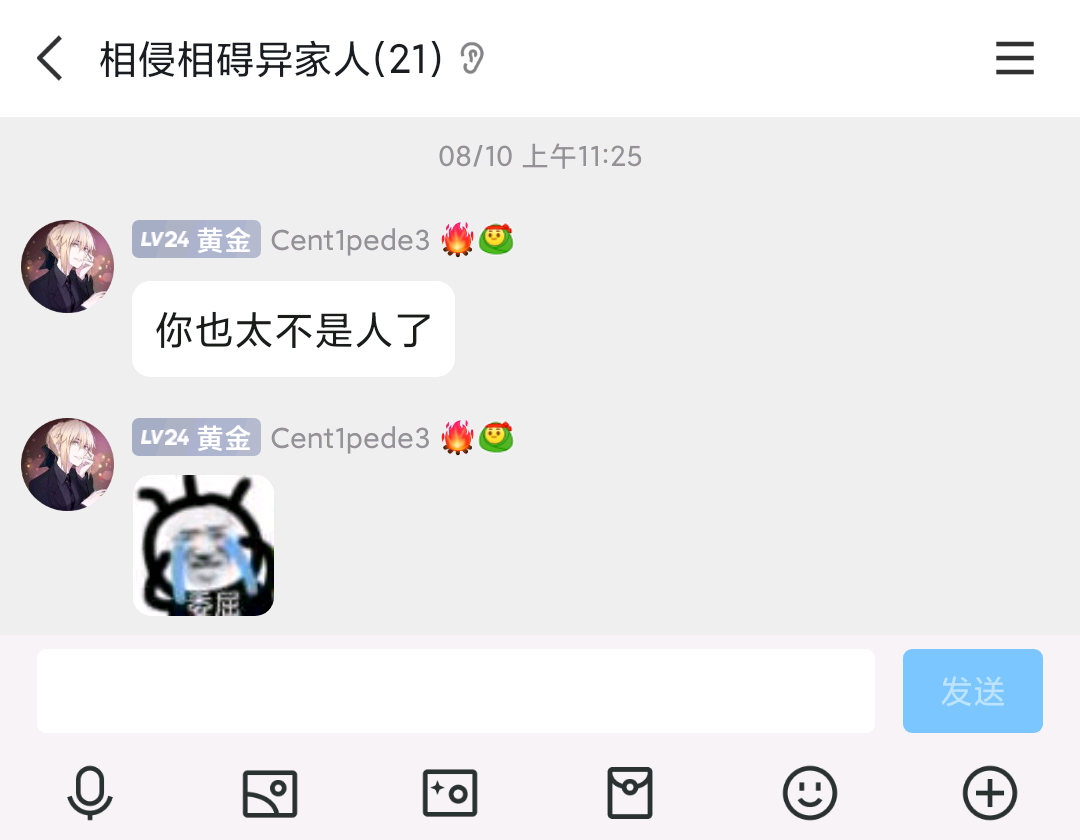 相侵相碍异家人(21)
08/10 上午11:25
LV24 黄金 Cent1pede3
你也太不是人了
LV24 黄金 Cent1pede3
委屈
发送